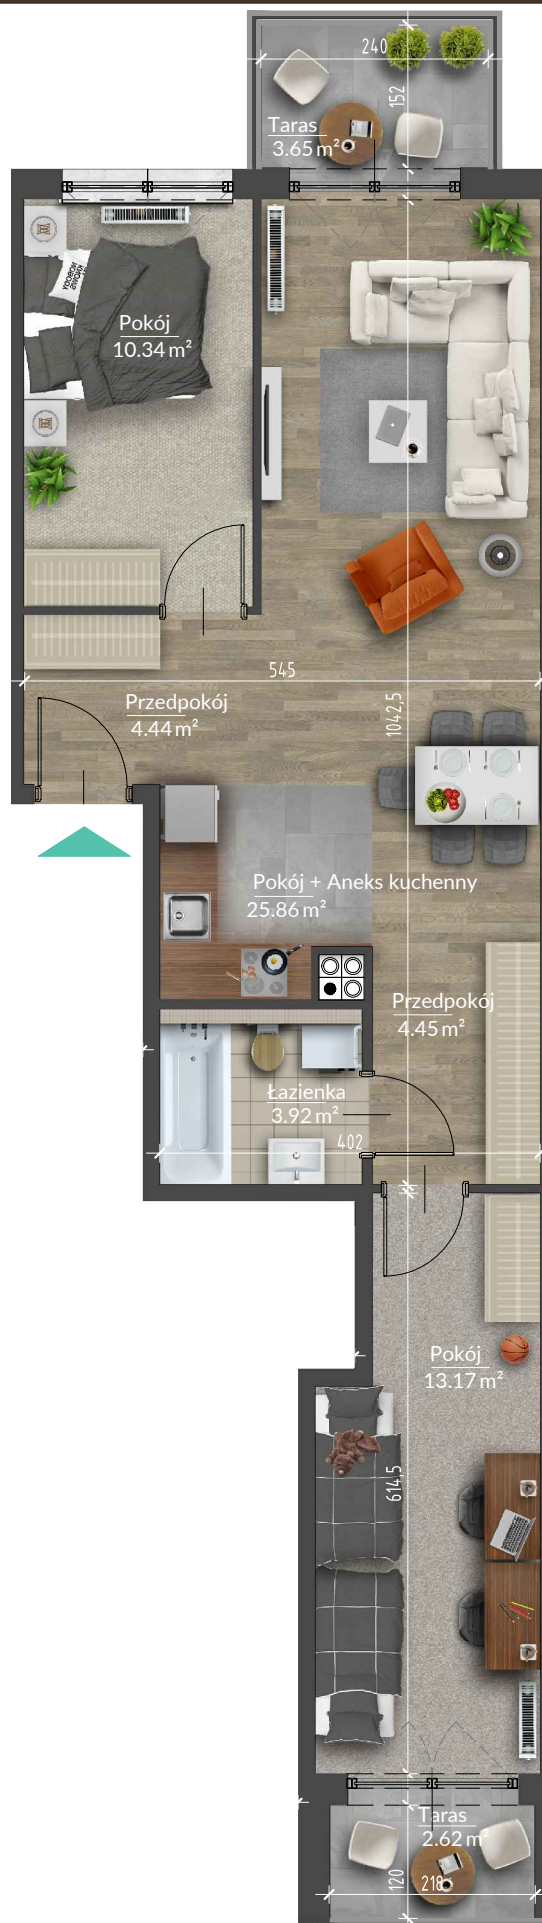 240
152
Taras
3.65 m²
NOBODY
KNOWS
Pokój
10.34 m²
545
Przedpokój
4.44 m²
1042,5
Pokój + Aneks kuchenny
25.86 m²
Przedpokój
4.45 m²
Łazienka
3.92 m²
402
Pokój
13.17 m²
614,5
Taras
2.62 m²
120
218